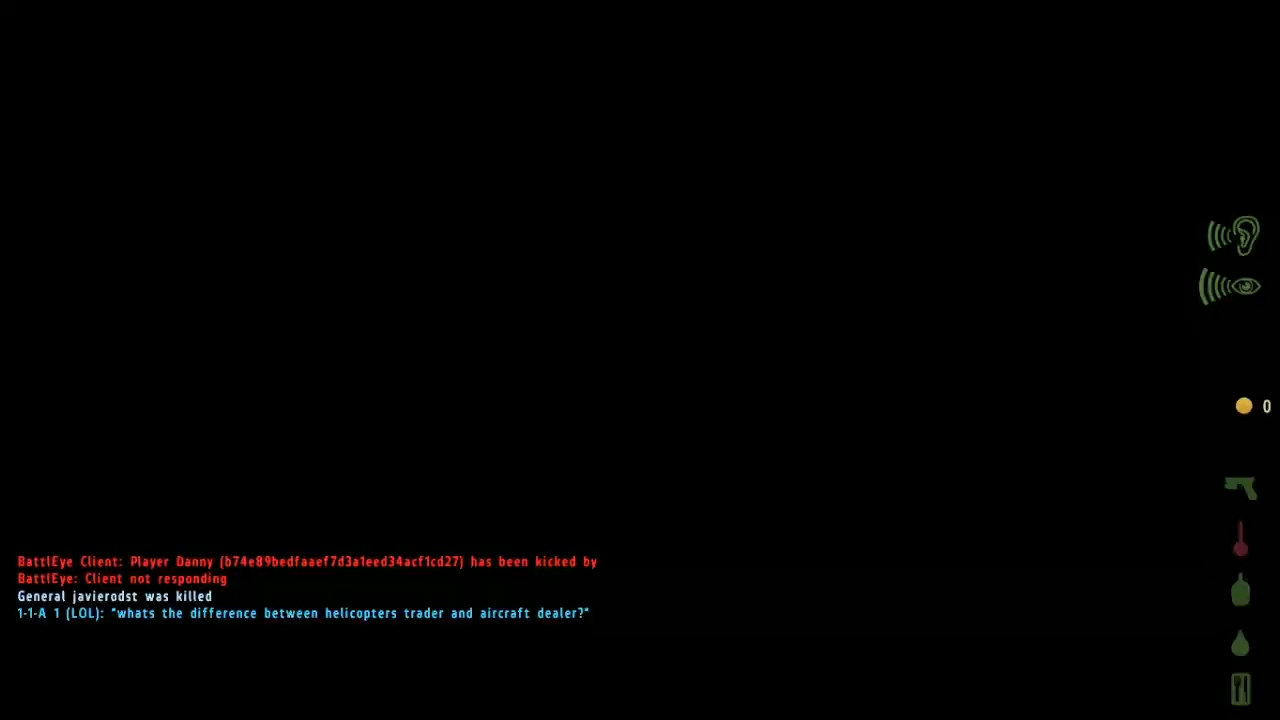 0
BattlEye Client: Player Danny (b74e89bedfaaef7d3a1eed34acf1cd27) has been kicked by
BattlEye: Client not responding
General javierodst was killed
1-1-A 1 (LOL): "whats the difference between helicopters trader and aircraft dealer?"